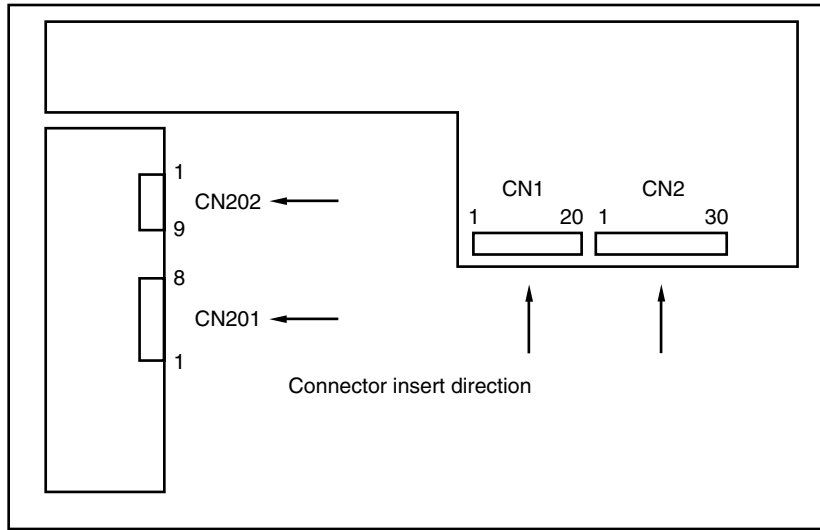 1
CN202
9
8
CN201
1
CN1
CN2
1 20 1 30
Connector insert direction